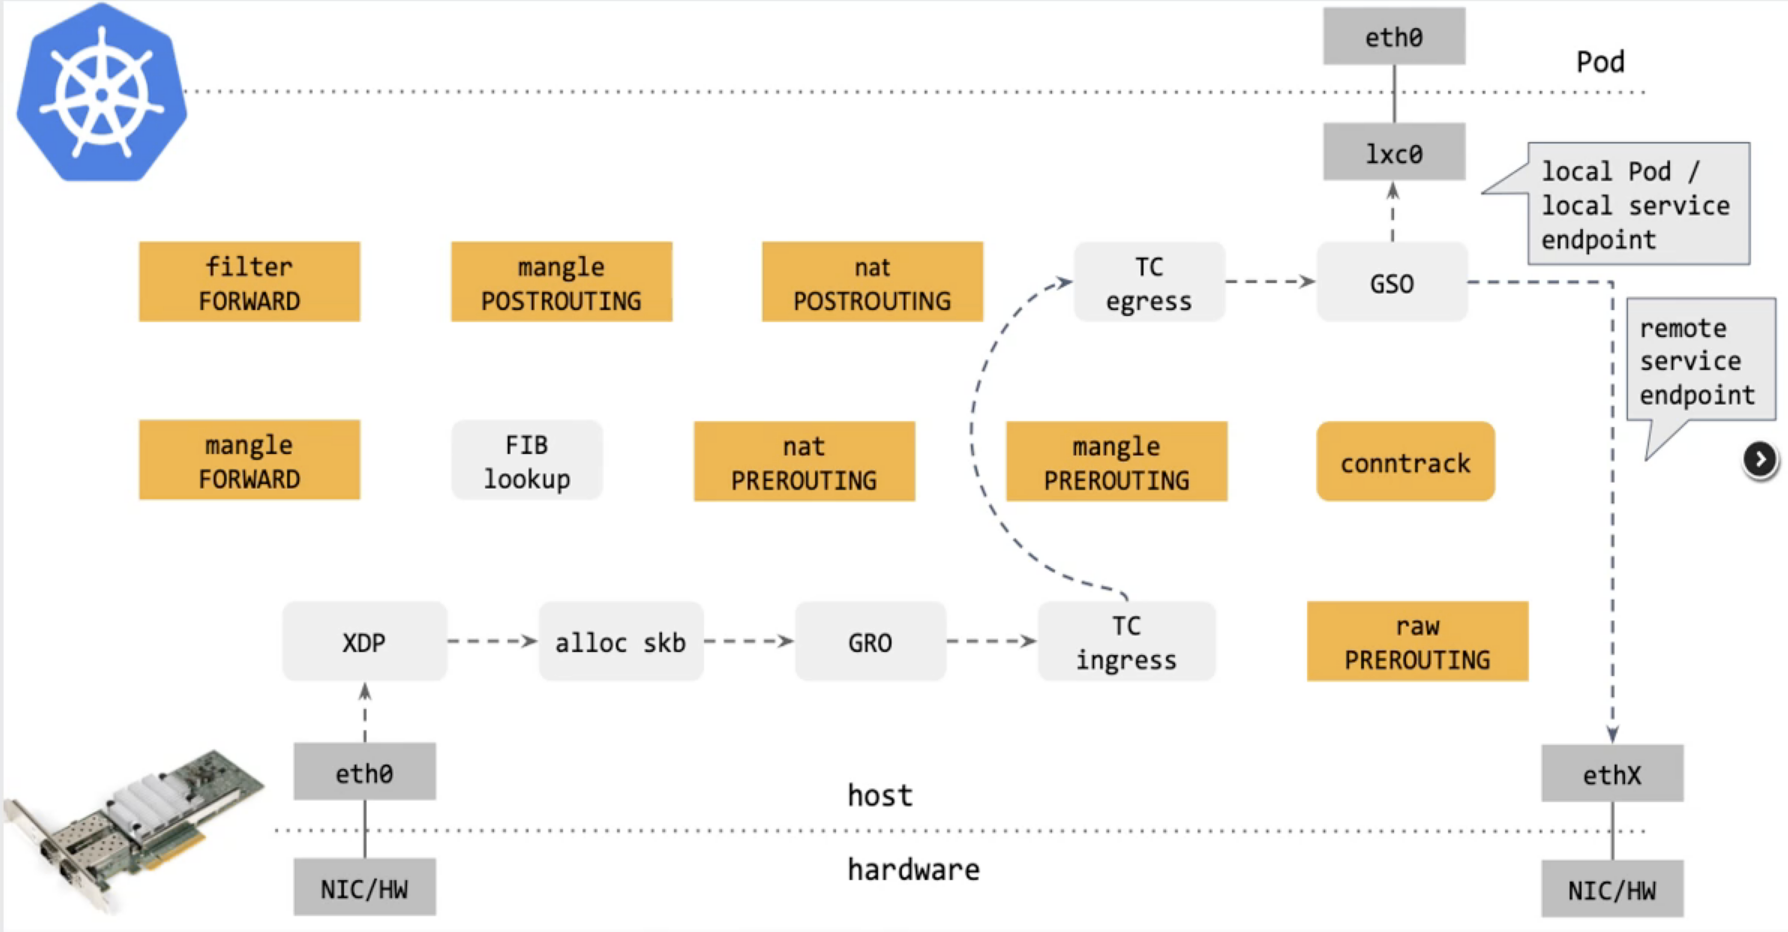 eth0
Pod
lxc0
local Pod /
local service
endpoint
filter
FORWARD
mangle
POSTROUTING
nat
POSTROUTING
TC
egress
GSO
remote
service
endpoint
mangle
FORWARD
FIB
lookup
nat
PREROUTING
mangle
PREROUTING
conntrack
XDP
alloc skb
GRO
TC
ingress
raw
PREROUTING
eth0
host
ethX
hardware
NIC/HW
NIC/HW